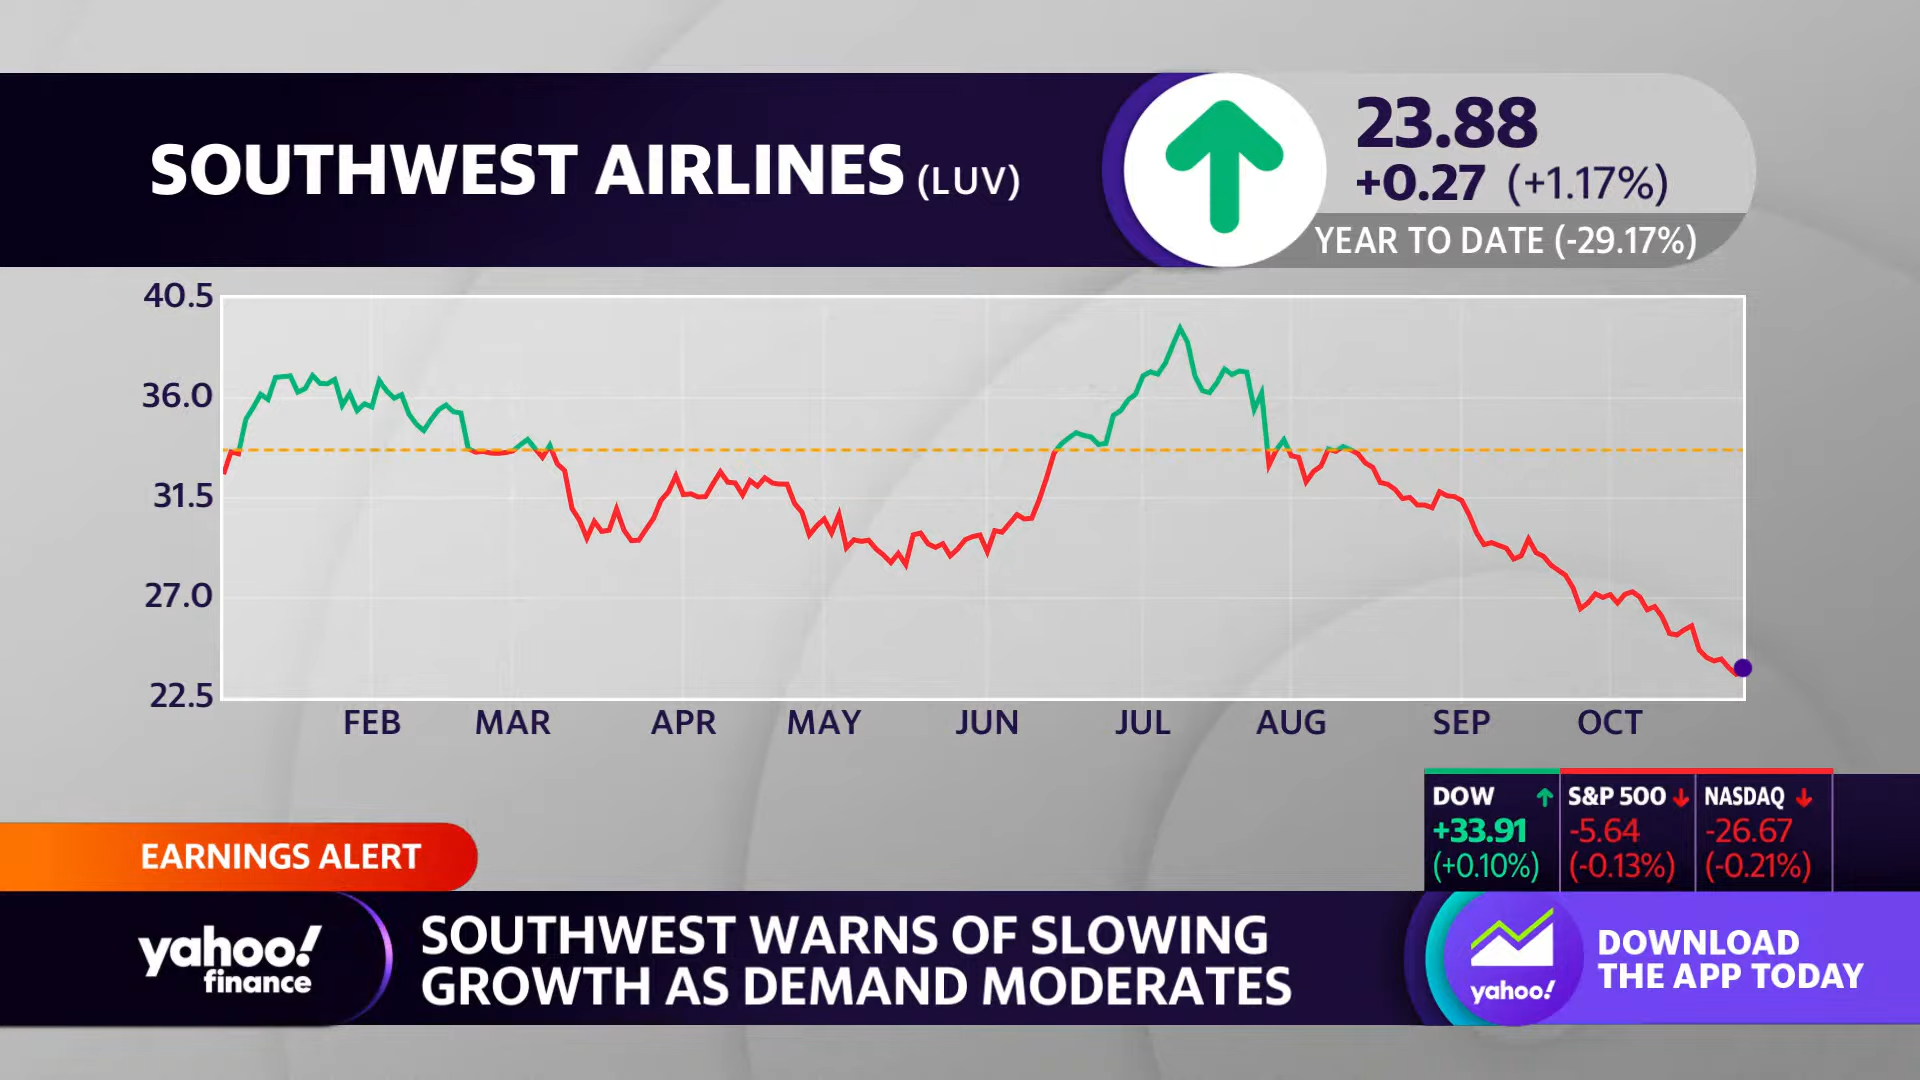 SOUTHWEST AIRLINES (LUV)
23.88
+0.27 (+1.17%)
YEAR TO DATE (-29.17%)
40.5
36.0
31.5
27.0
22.5
FEB MAR APR MAY JUN JUL AUG SEP OCT
DOW
+33.91
(+0.10%)
S&P 500
-5.64
(-0.13%)
NASDAQ
-26.67
(-0.21%)
EARNINGS ALERT
yahoo!
finance
SOUTHWEST WARNS OF SLOWING
GROWTH AS DEMAND MODERATES
yahoo!
DOWNLOAD
THE APP TODAY